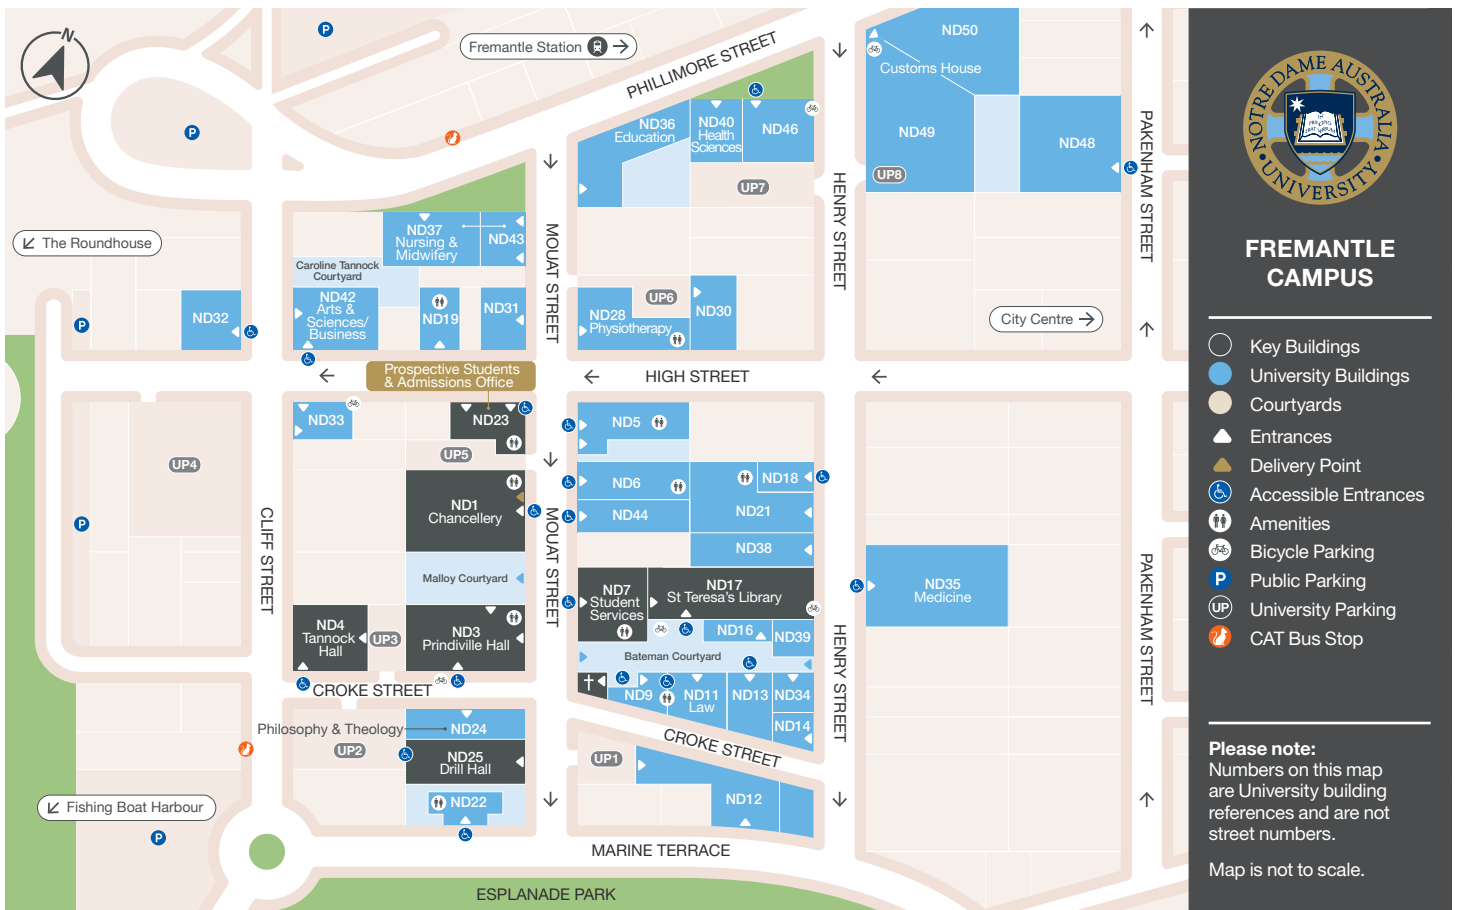 N
P
Fremantle Station
PHILLIMORE STREET
ND50
Customs House
ND36
Education
ND40
Health
Sciences
ND46
ND49
ND48
P
UP7
UP8
PAKENHAM STREET
HENRY STREET
MOUAT STREET
The Roundhouse
ND37
Nursing &
Midwifery
ND43
Caroline Tannock
Courtyard
ND42
Arts &
Sciences/
Business
ND19
ND31
ND32
P
ND28
Physiotherapy
UP6
ND30
City Centre
Prospective Students
& Admissions Office
HIGH STREET
ND33
ND23
UP5
UP4
P
CLIFF STREET
ND1
Chancellery
Malloy Courtyard
MOUAT STREET
ND5
ND6
ND18
ND44
ND21
ND38
ND7
Student
Services
ND17
St Teresa's Library
ND35
Medicine
PAKENHAM STREET
ND4
Tannock
Hall
UP3
ND3
Prindiville Hall
ND16
ND39
Bateman Courtyard
HENRY STREET
CROKE STREET
ND9
ND11
Law
ND13
ND34
ND14
CROKE STREET
Philosophy & Theology
ND24
UP2
ND25
Drill Hall
ND22
UP1
ND12
Fishing Boat Harbour
P
MARINE TERRACE
ESPLANADE PARK
NOTRE DAME AUSTRALIA
UNIVERSITY
FREMANTLE
CAMPUS
Key Buildings
University Buildings
Courtyards
Entrances
Delivery Point
Accessible Entrances
Amenities
Bicycle Parking
P Public Parking
UP University Parking
CAT Bus Stop
Please note:
Numbers on this map
are University building
references and are not
street numbers.
Map is not to scale.